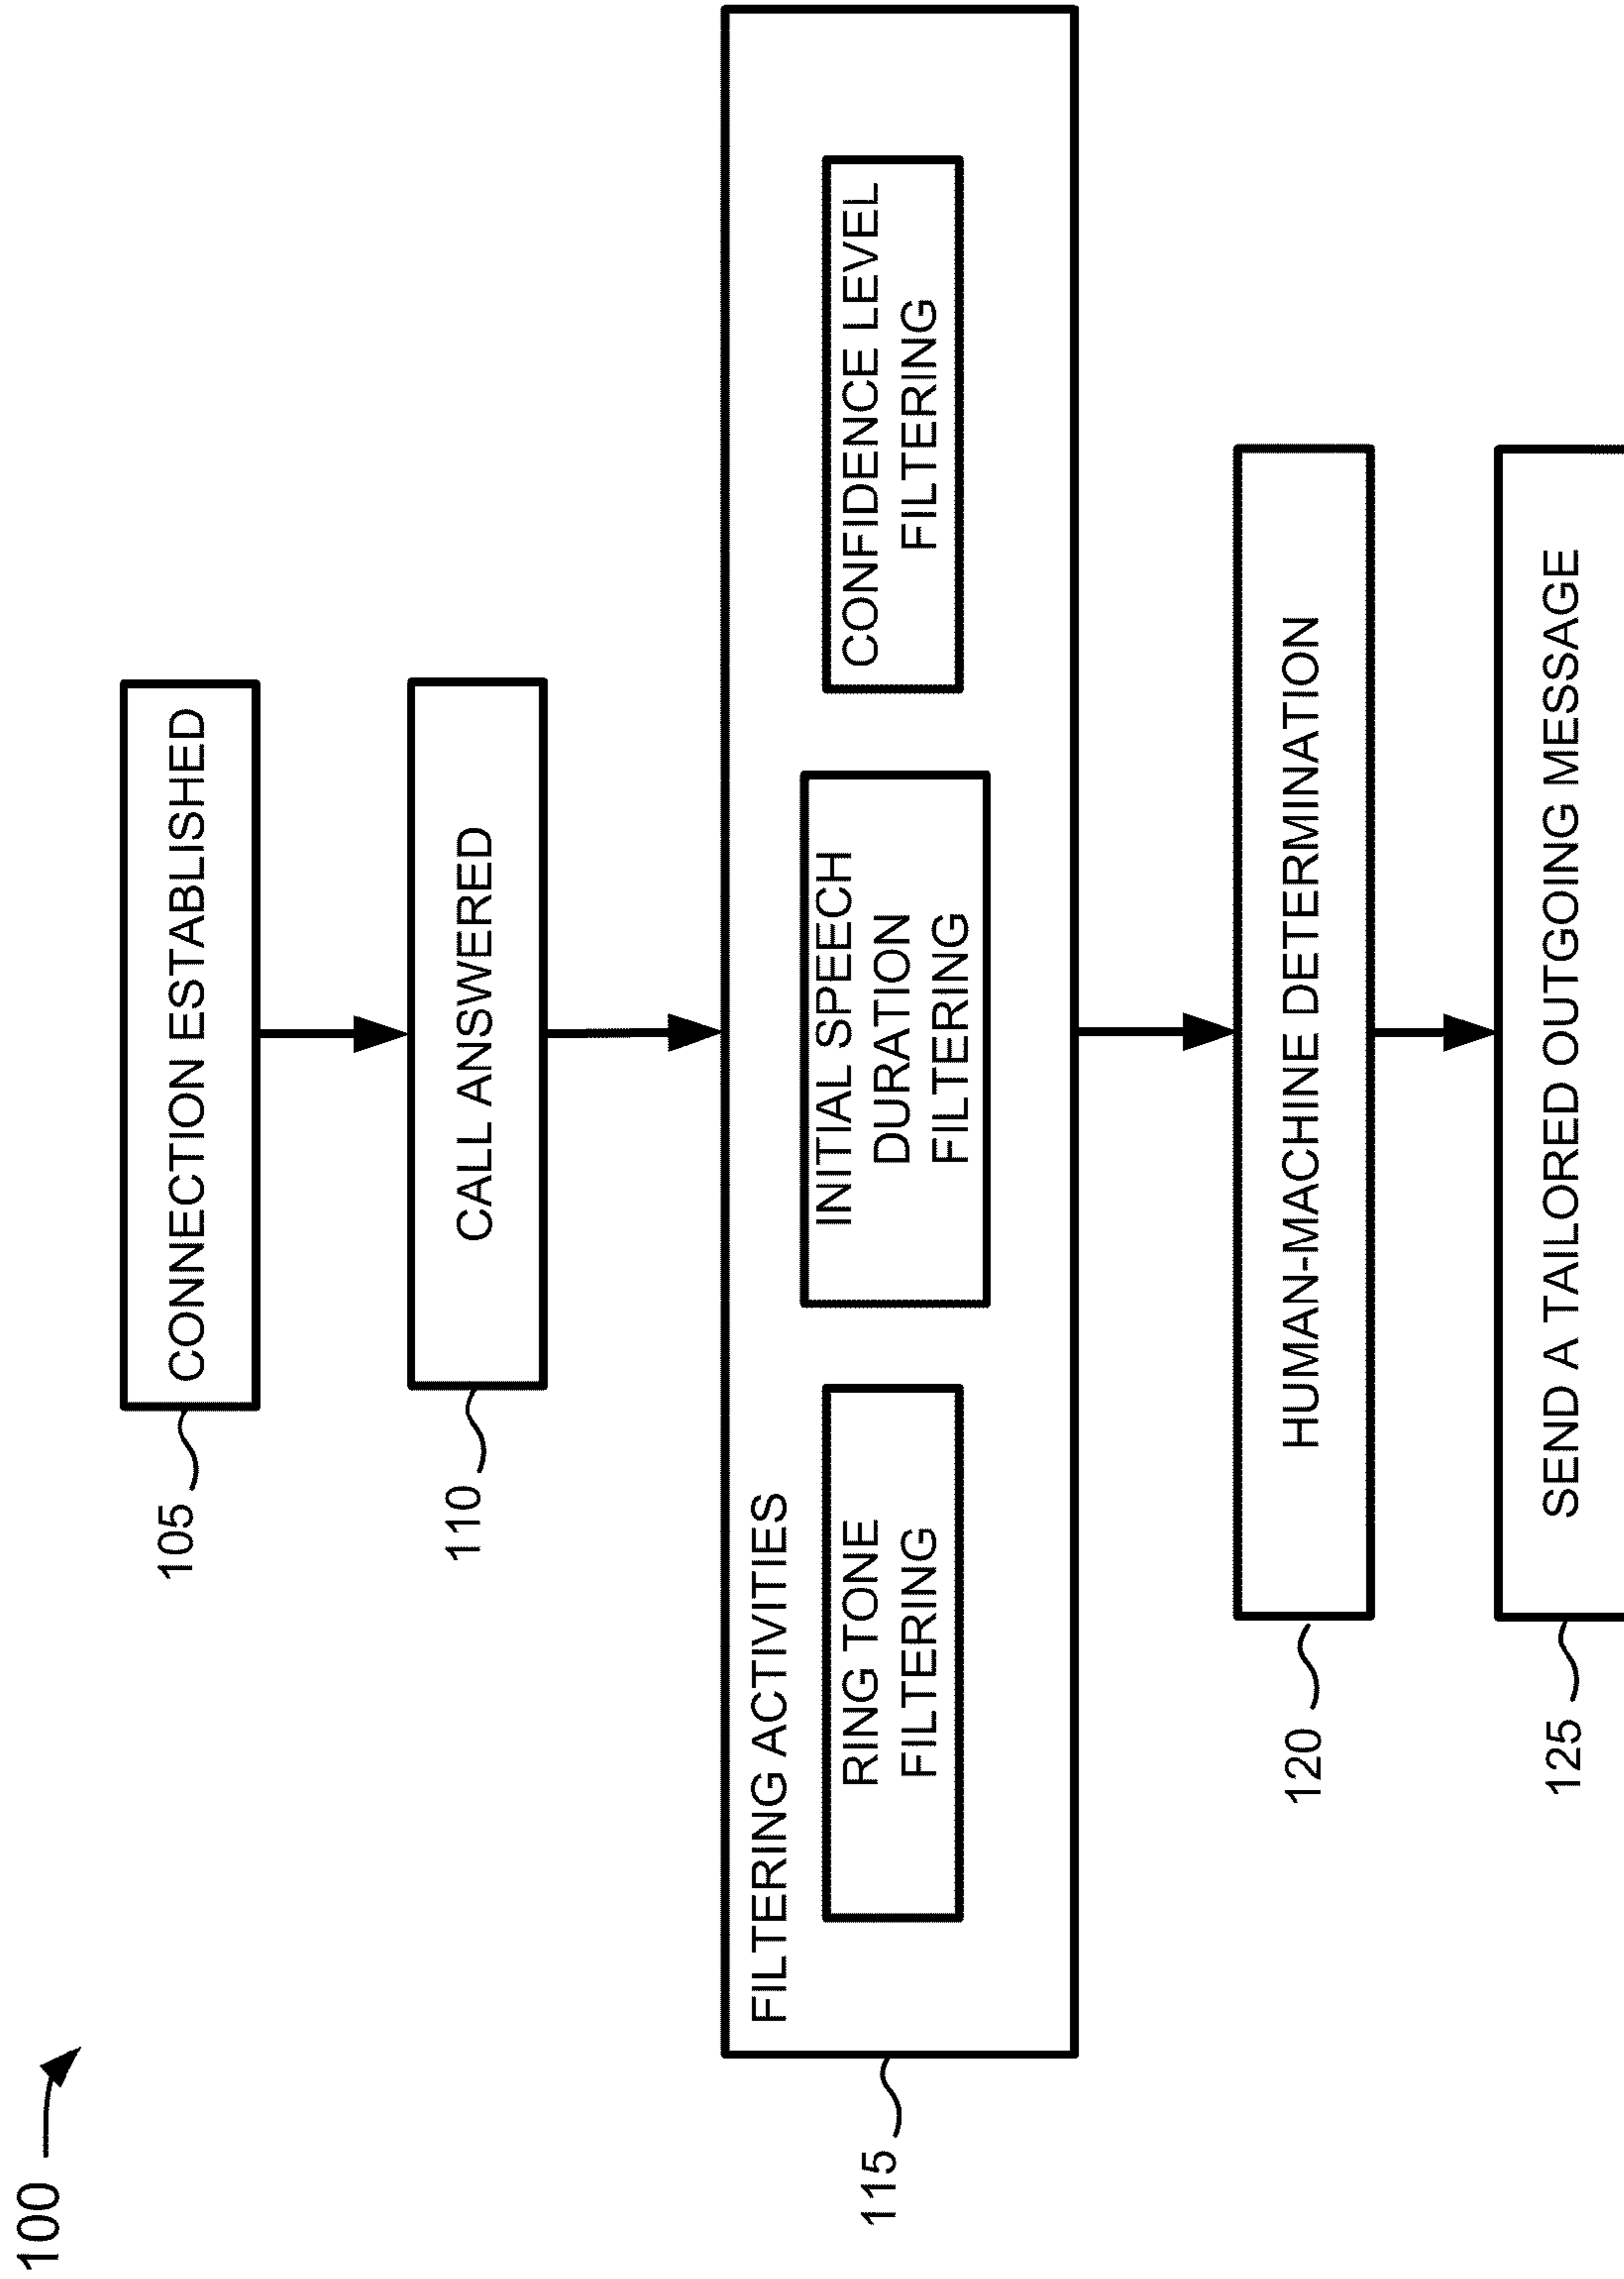 100
CONNECTION ESTABLISHED
105
CALL ANSWERED
110
FILTERING ACTIVITIES
RING TONE
FILTERING
INITIAL SPEECH
DURATION
FILTERING
CONFIDENCE LEVEL
FILTERING
115
HUMAN-MACHINE DETERMINATION
120
SEND A TAILORED OUTGOING MESSAGE
125